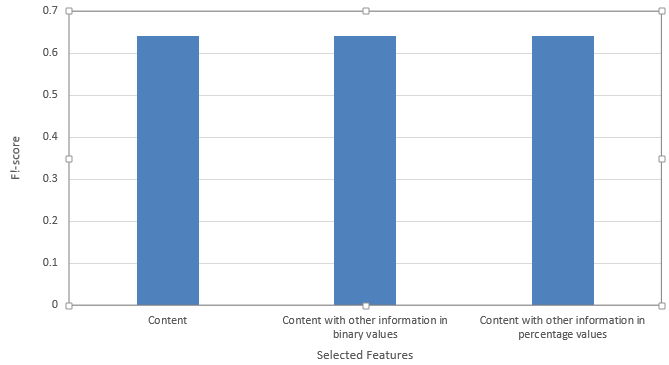 0.7
0.6
0.5
0.4
0.3
0.2
0.1
0
F!-score
Content
Content with other information in
binary values
Content with other information in
percentage values
Selected Features